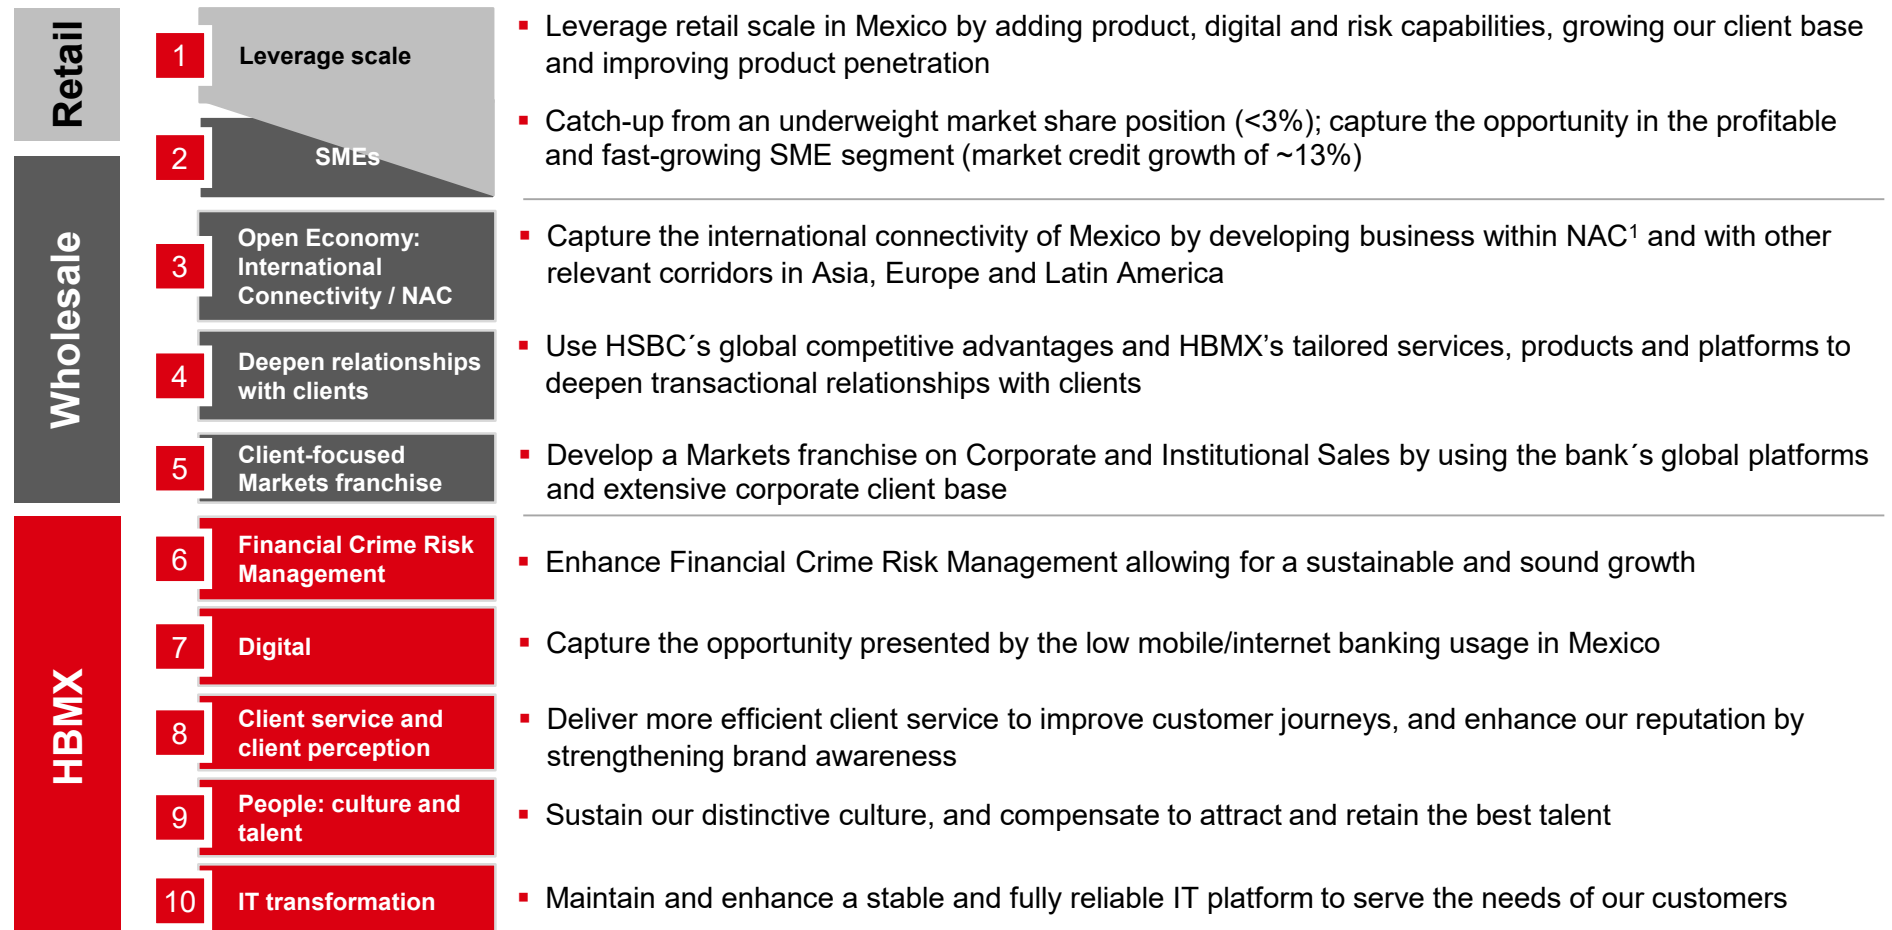 Retail
1
Leverage scale
▪ Leverage retail scale in Mexico by adding product, digital and risk capabilities, growing our client base
and improving product penetration
2
SMEs
▪ Catch-up from an underweight market share position (<3%); capture the opportunity in the profitable
and fast-growing SME segment (market credit growth of ~13%)
Wholesale
3
Open Economy:
International
Connectivity / NAC
▪ Capture the international connectivity of Mexico by developing business within NAC¹ and with other
relevant corridors in Asia, Europe and Latin America
4
Deepen relationships
with clients
▪ Use HSBC´s global competitive advantages and HBMX’s tailored services, products and platforms to
deepen transactional relationships with clients
5
Client-focused
Markets franchise
▪ Develop a Markets franchise on Corporate and Institutional Sales by using the bank´s global platforms
and extensive corporate client base
HBMX
6
Financial Crime Risk
Management
▪ Enhance Financial Crime Risk Management allowing for a sustainable and sound growth
7
Digital
▪ Capture the opportunity presented by the low mobile/internet banking usage in Mexico
8
Client service and
client perception
▪ Deliver more efficient client service to improve customer journeys, and enhance our reputation by
strengthening brand awareness
9
People: culture and
talent
▪ Sustain our distinctive culture, and compensate to attract and retain the best talent
10
IT transformation
▪ Maintain and enhance a stable and fully reliable IT platform to serve the needs of our customers